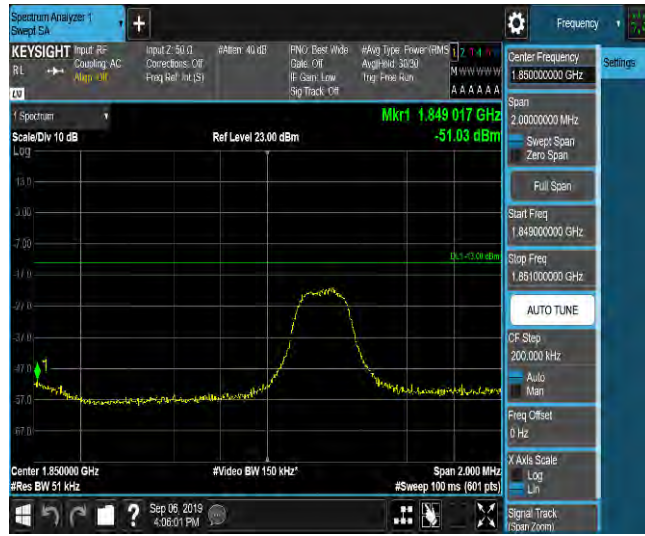 Spectrum Analyzer 1
Swept SA
+
Frequency
KEYSIGHT Input: RF Input Z: 50 Ω #Atten: 40 dB PNO: Best Wide #Avg Type: Power (RMS 1
RL Coupling: AC Corrections: Off Gate: Off Avg|Hold: 30/30 M W W W W W
Align: Off Freq Ref: Int (S) IF Gain: Low Trig: Free Run
Sig Track: Off A A A A A A
Center Frequency
1.850000000 GHz
Settings
Span
2.00000000 MHz
Swept Span
Zero Span
Full Span
Start Freq
1.849000000 GHz
Stop Freq
1.851000000 GHz
AUTO TUNE
CF Step
200.000 kHz
Auto
Man
Freq Offset
0 Hz
X Axis Scale
Log
Lin
Signal Track
(Span Zoom)
1 Spectrum
Mkr1 1.849 017 GHz
Scale/Div 10 dB Ref Level 23.00 dBm -51.03 dBm
Log
13.0
3.00
-7.00
DL1 -13.00 dBm
-17.0
-27.0
-37.0
1
-47.0
-57.0
-67.0
Center 1.850000 GHz #Video BW 150 kHz* Span 2.000 MHz
#Res BW 51 kHz #Sweep 100 ms (601 pts)
? Sep 06, 2019
4:06:01 PM